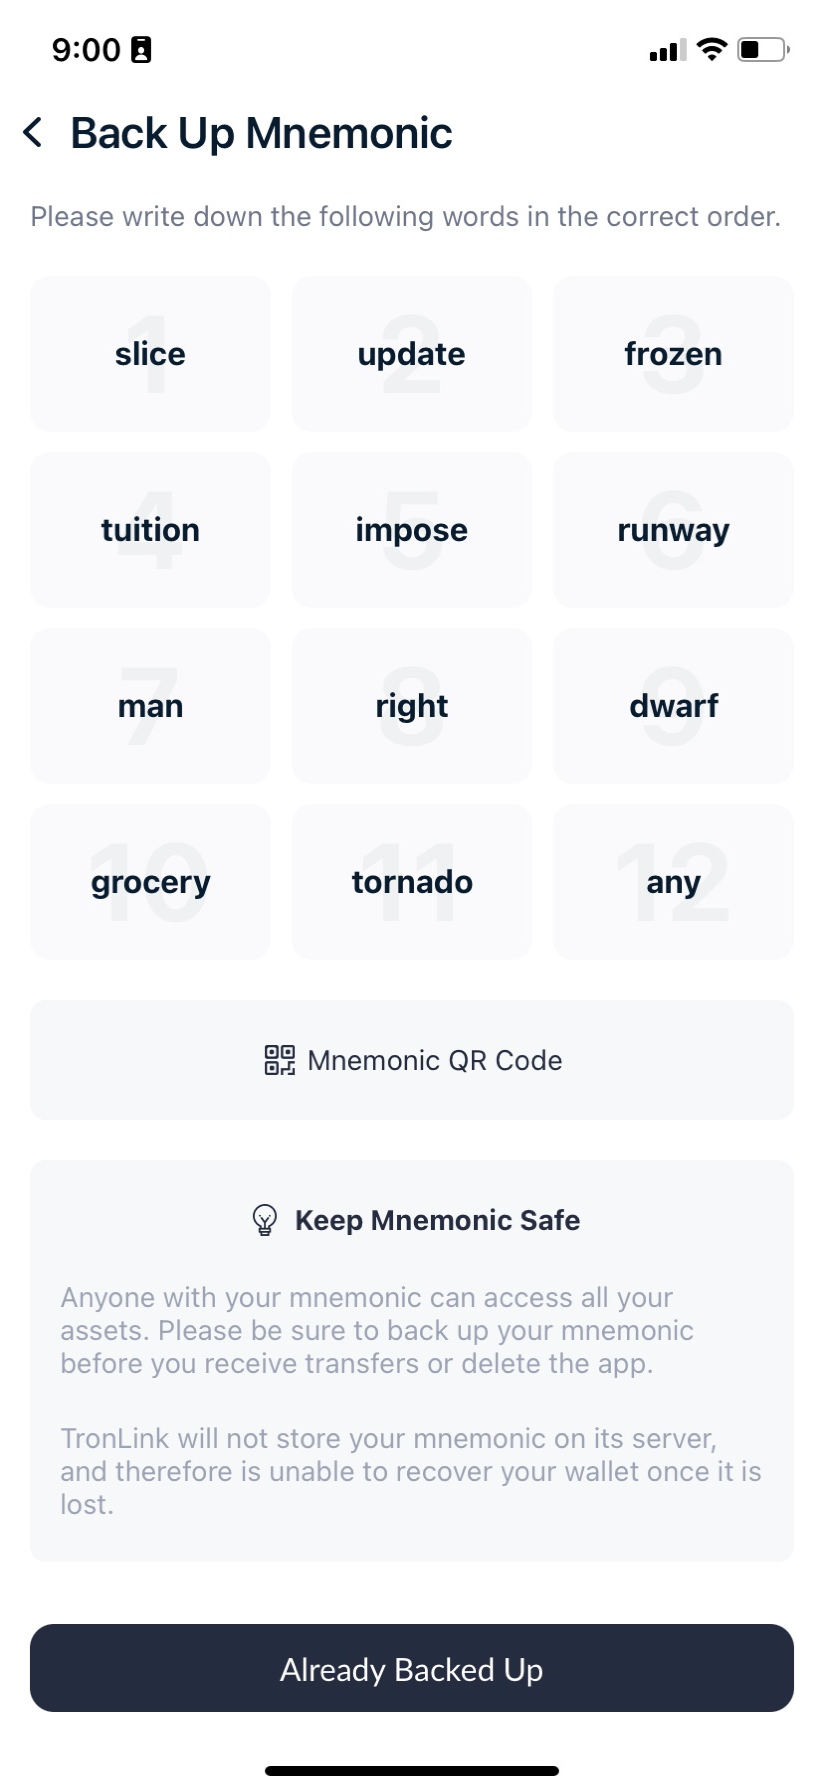 9:00
Back Up Mnemonic
Please write down the following words in the correct order.
1 slice
2 update
3 frozen
4 tuition
5 impose
6 runway
7 man
8 right
9 dwarf
10 grocery
11 tornado
12 any
Mnemonic QR Code
Keep Mnemonic Safe
Anyone with your mnemonic can access all your
assets. Please be sure to back up your mnemonic
before you receive transfers or delete the app.
TronLink will not store your mnemonic on its server,
and therefore is unable to recover your wallet once it is
lost.
Already Backed Up